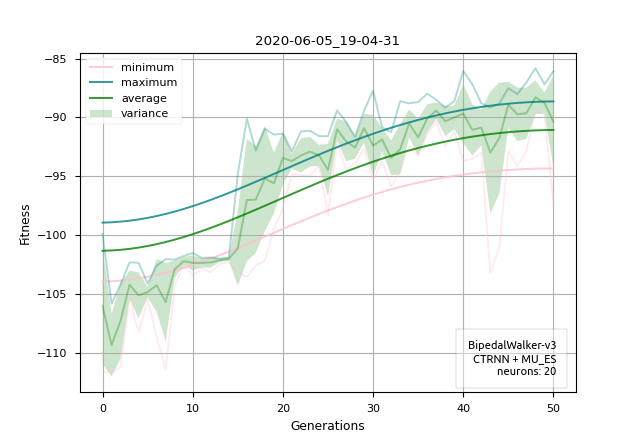 2020-06-05_19-04-31
minimum
maximum
average
variance
Fitness
−85
−90
−95
−100
−105
−110
BipedalWalker-v3
CTRNN + MU_ES
neurons: 20
0 10 20 30 40 50
Generations